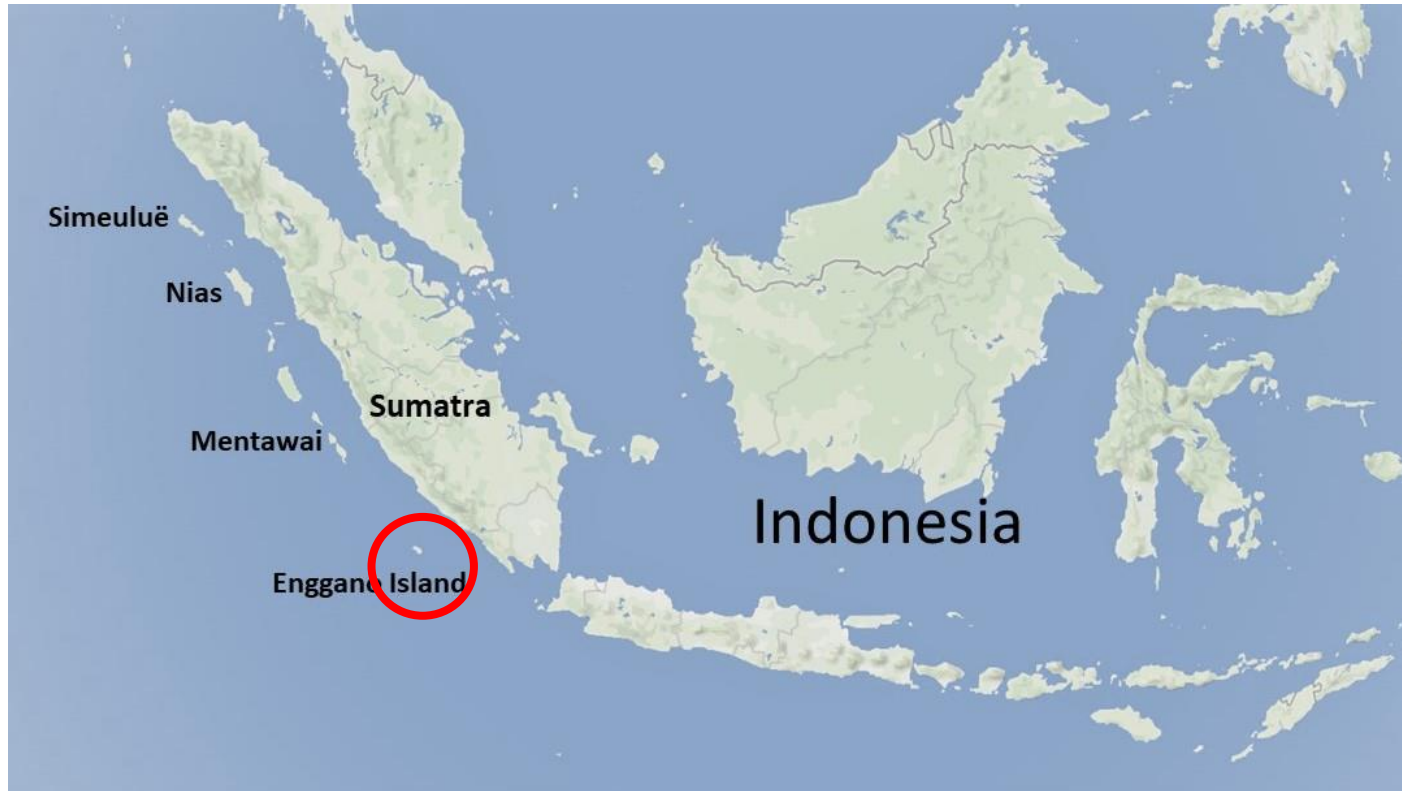 Simeuluë
Nias
Sumatra
Mentawai
Indonesia
Enggano Island